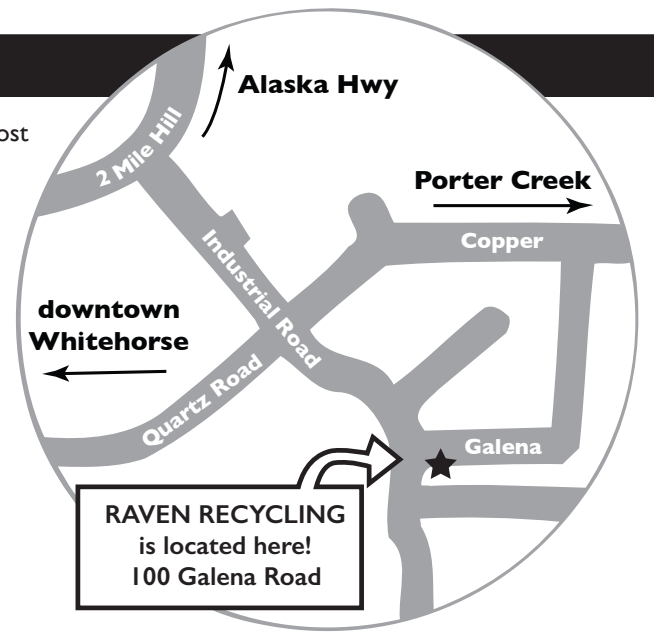 Alaska Hwy
ost
2 Mile Hill
Porter Creek
Copper
Industrial Road
downtown
Whitehorse
Quartz Road
Galena
RAVEN RECYCLING
is located here!
100 Galena Road